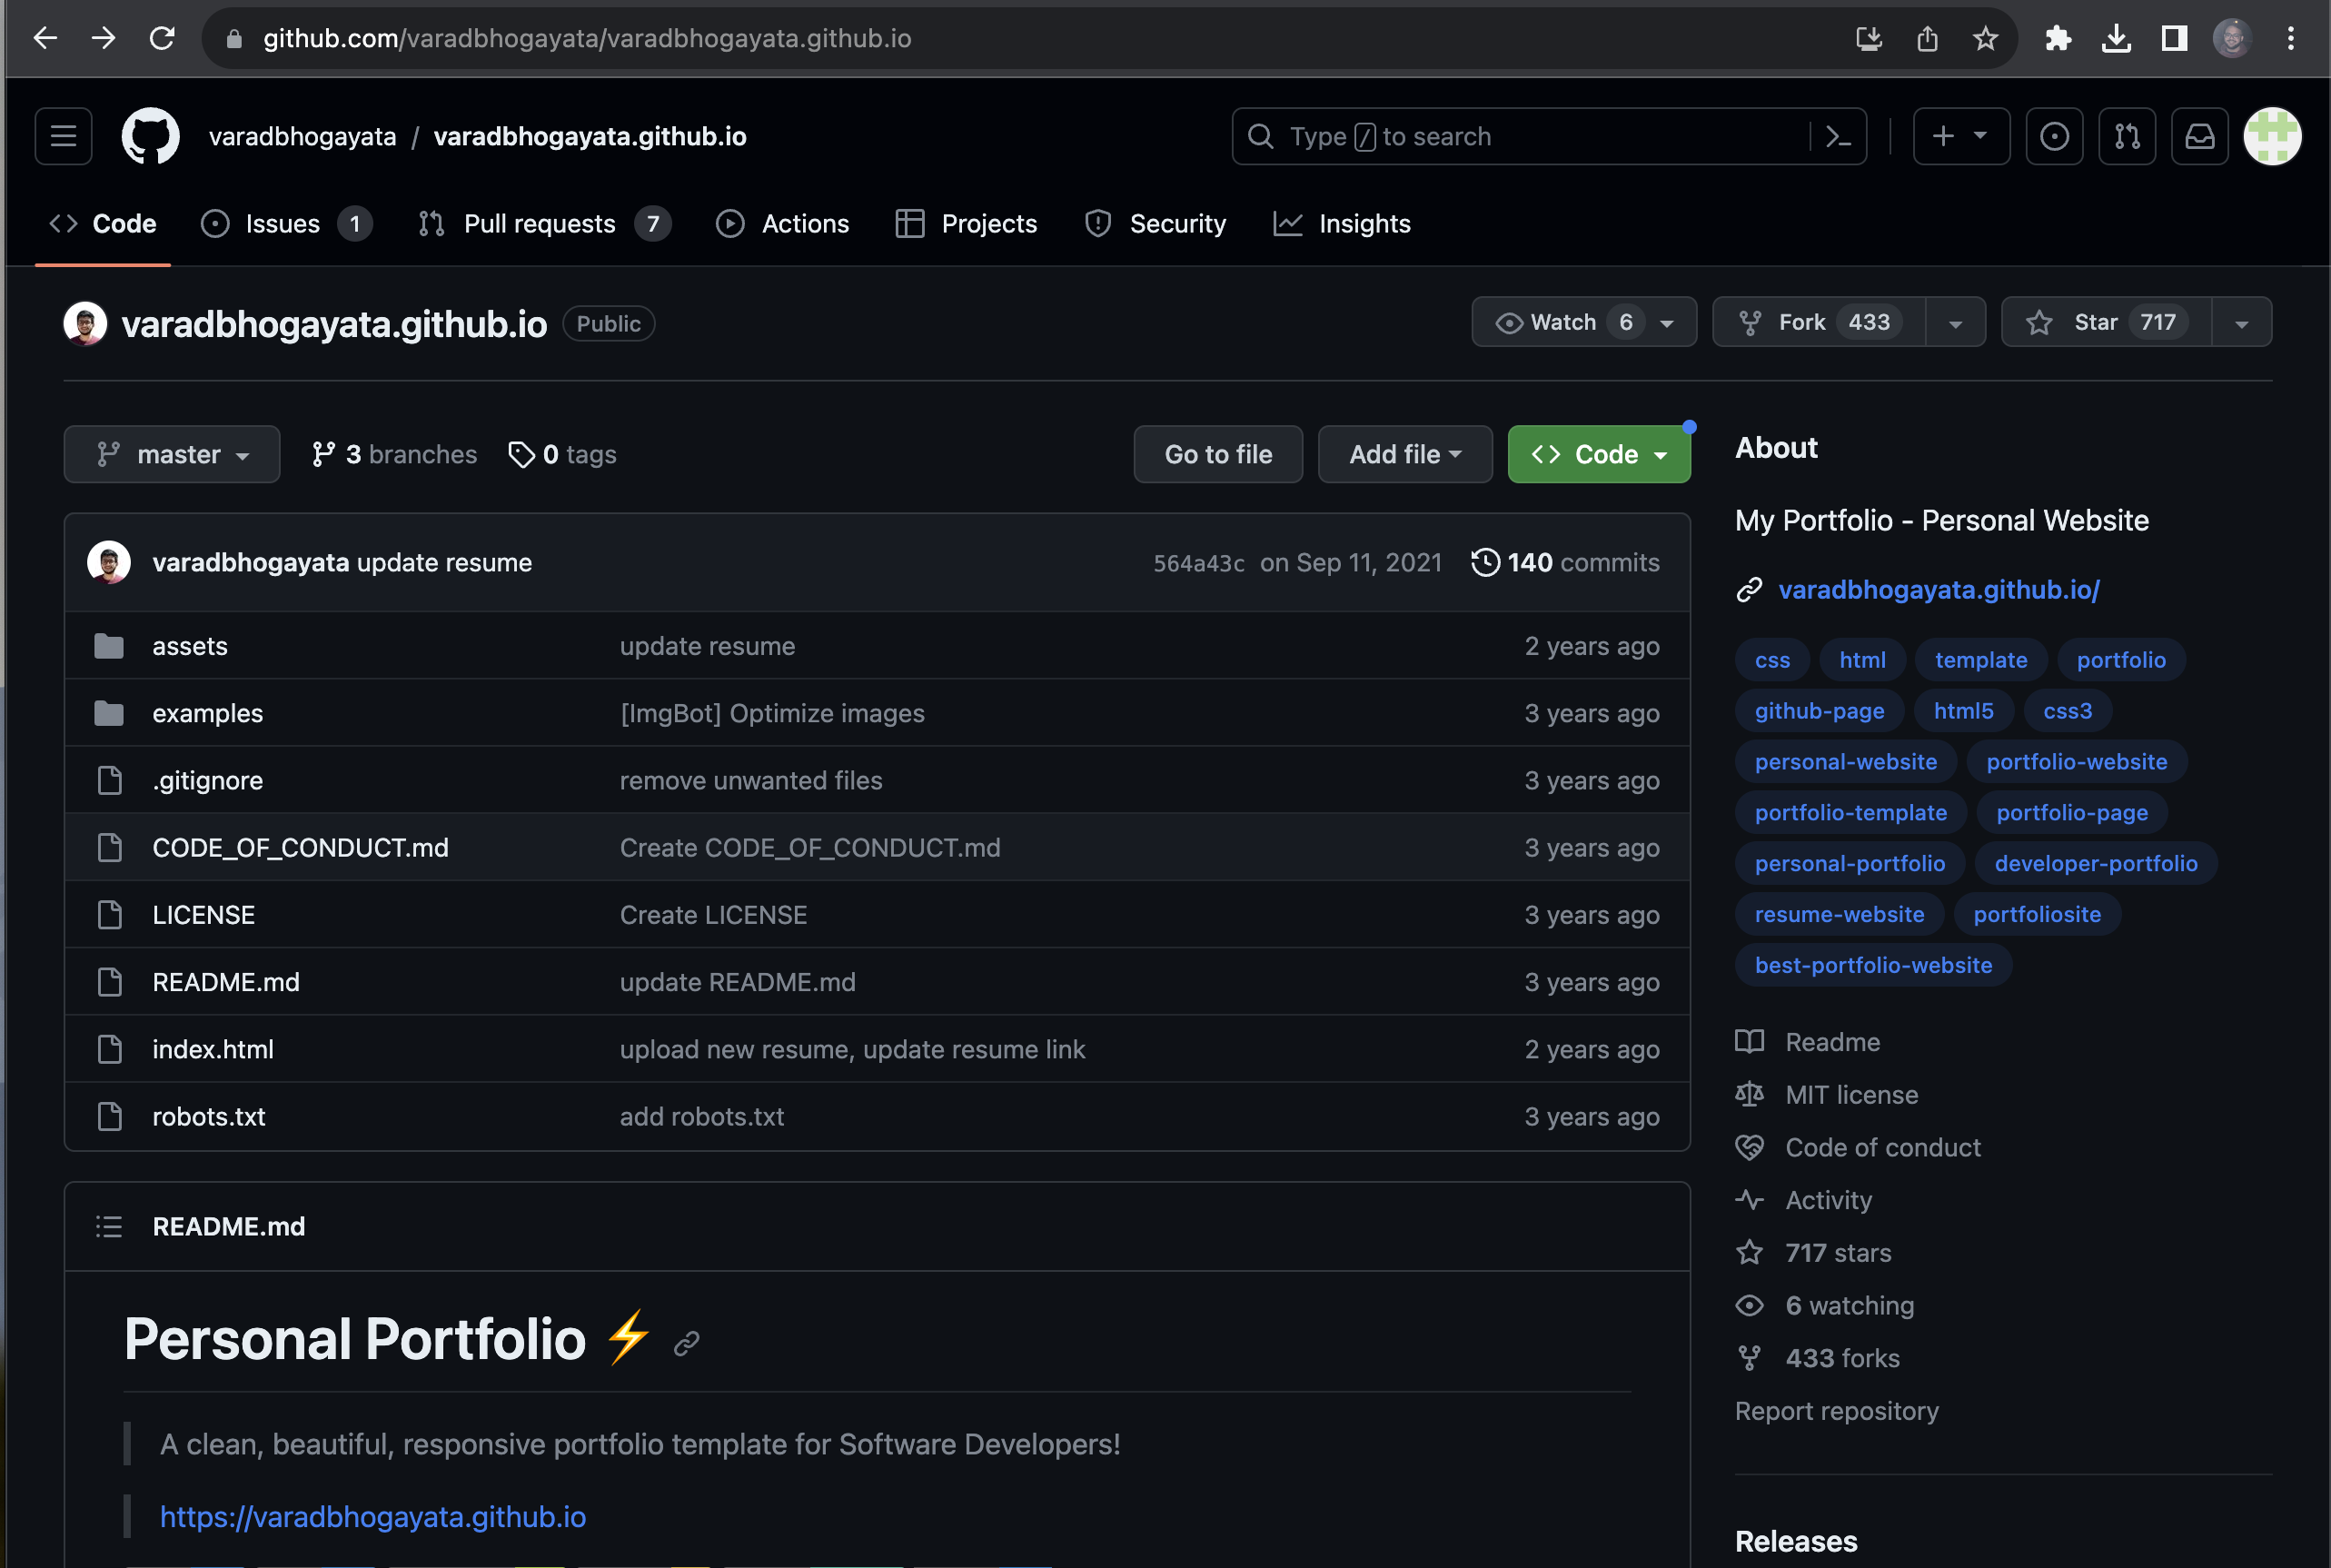 github.com/varadbhogayata/varadbhogayata.github.io
varadbhogayata / varadbhogayata.github.io
Type / to search
Code Issues 1 Pull requests 7 Actions Projects Security Insights
varadbhogayata.github.io Public
Watch 6 Fork 433 Star 717
master 3 branches 0 tags
Go to file Add file Code
varadbhogayata update resume 564a43c on Sep 11, 2021 140 commits
assets update resume 2 years ago
examples [ImgBot] Optimize images 3 years ago
.gitignore remove unwanted files 3 years ago
CODE_OF_CONDUCT.md Create CODE_OF_CONDUCT.md 3 years ago
LICENSE Create LICENSE 3 years ago
README.md update README.md 3 years ago
index.html upload new resume, update resume link 2 years ago
robots.txt add robots.txt 3 years ago
README.md
Personal Portfolio ⚡
A clean, beautiful, responsive portfolio template for Software Developers!
https://varadbhogayata.github.io
About
My Portfolio - Personal Website
varadbhogayata.github.io/
css html template portfolio
github-page html5 css3
personal-website portfolio-website
portfolio-template portfolio-page
personal-portfolio developer-portfolio
resume-website portfoliosite
best-portfolio-website
Readme
MIT license
Code of conduct
Activity
717 stars
6 watching
433 forks
Report repository
Releases